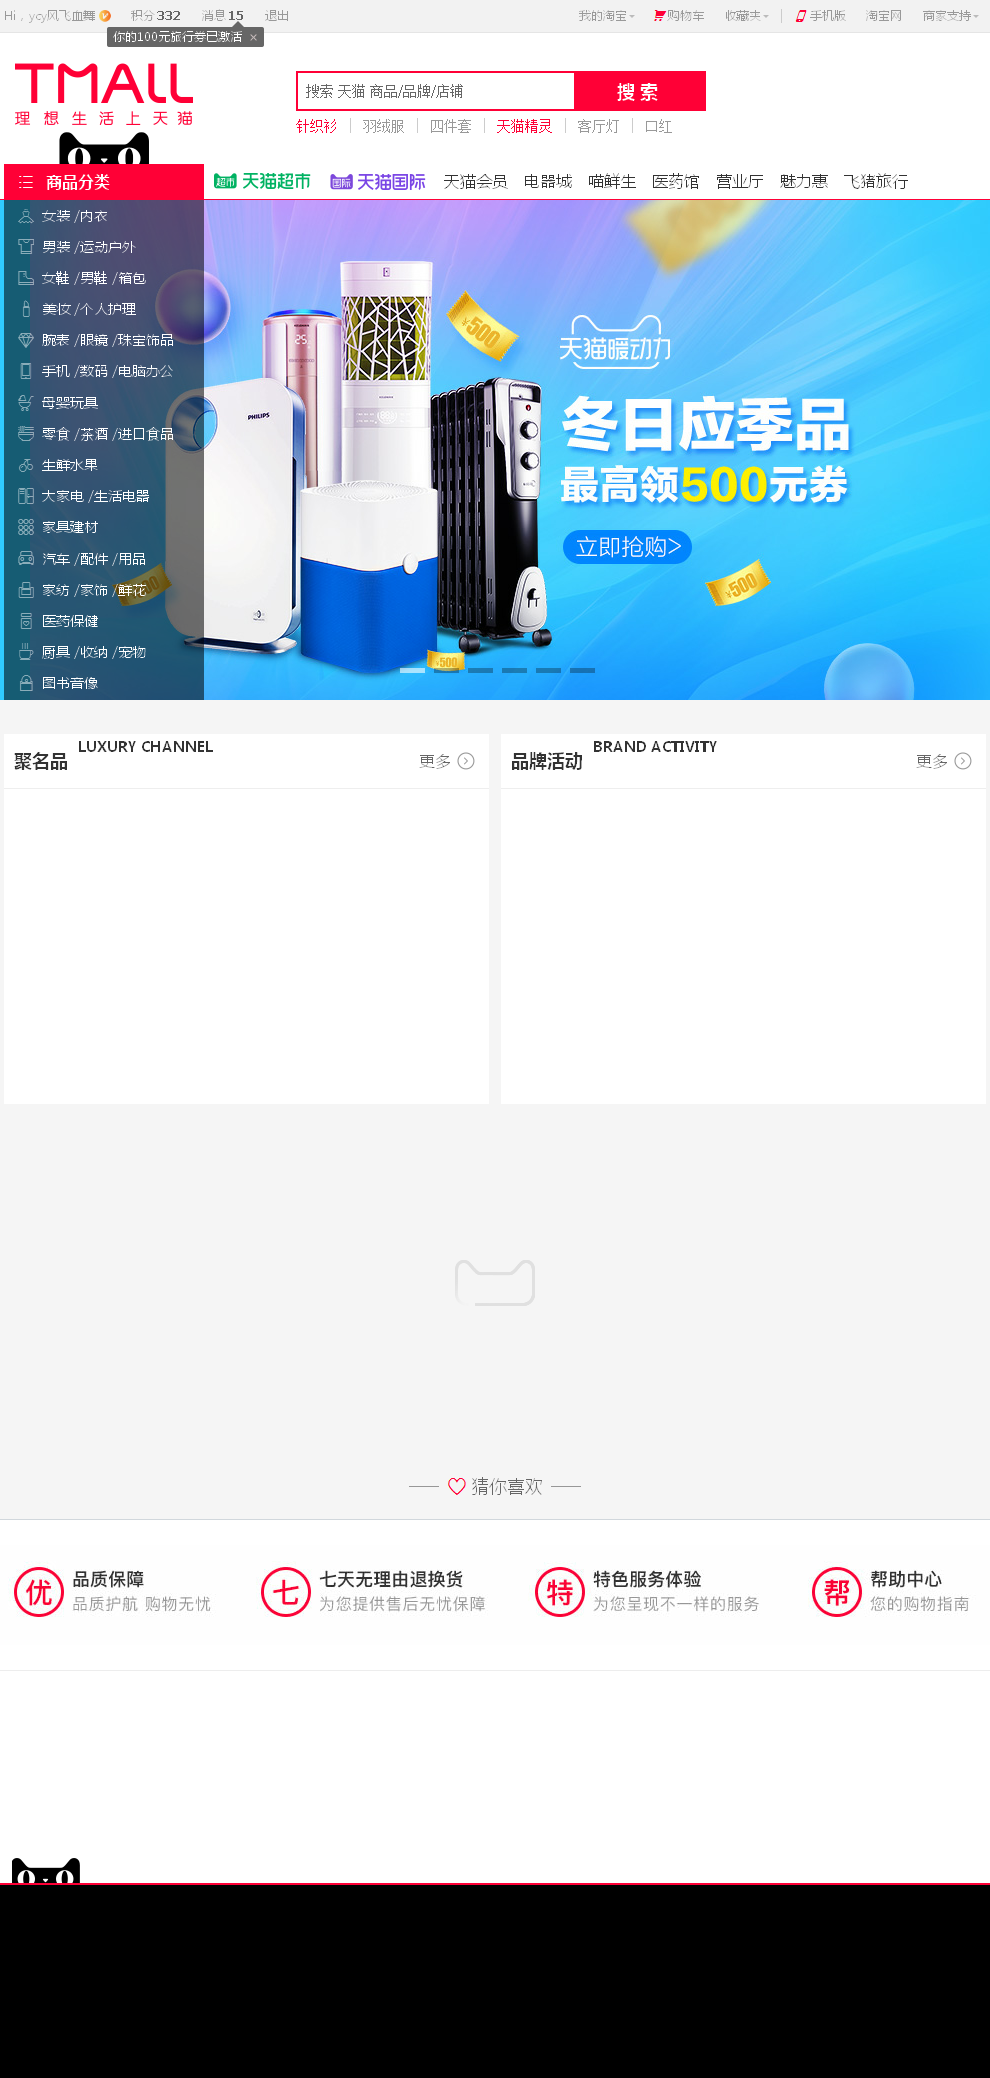 Hi，ycy风飞血舞 积分332 消息15 退出 我的淘宝 购物车 收藏夹 手机版 淘宝网 商家支持
你的100元旅行券已激活 ×
TMALL
理想生活上天猫
搜索 天猫 商品/品牌/店铺 搜索
针织衫 羽绒服 四件套 天猫精灵 客厅灯 口红
商品分类 超市 天猫超市 国际 天猫国际 天猫会员 电器城 喵鲜生 医药馆 营业厅 魅力惠 飞猪旅行
女装 /内衣
男装 /运动户外
女鞋 /男鞋 /箱包
美妆 /个人护理
腕表 /眼镜 /珠宝饰品
手机 /数码 /电脑办公
母婴玩具
零食 /茶酒 /进口食品
生鲜水果
大家电 /生活电器
家具建材
汽车 /配件 /用品
家纺 /家饰 /鲜花
医药保健
厨具 /收纳 /宠物
图书音像
PHILIPS
25
¥500
天猫暖动力
冬日应季品
最高领500元券
立即抢购>
¥500
¥500
聚名品 LUXURY CHANNEL 更多
品牌活动 BRAND ACTIVITY 更多
猜你喜欢
优 品质保障
品质护航 购物无忧
七 七天无理由退换货
为您提供售后无忧保障
特 特色服务体验
为您呈现不一样的服务
帮 帮助中心
您的购物指南